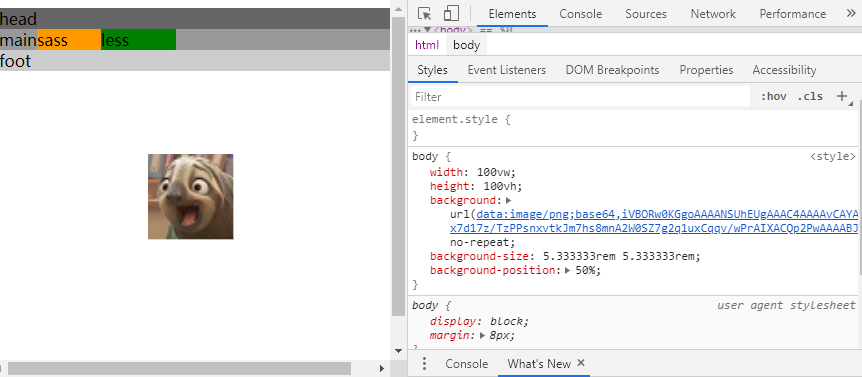 head
mainsass less
foot
Elements Console Sources Network Performance
<body> == $0
html body
Styles Event Listeners DOM Breakpoints Properties Accessibility
Filter :hov .cls +
element.style {
}
body { <style>
width: 100vw;
height: 100vh;
background:
url(data:image/png;base64,iVBORw0KGgoAAAANSUhEUgAAAC4AAAAvCAYA
x7d17z/TzPPsnxvtkJm7hs8mnA2W0SZ7g2q1uxCqqv/wPrAIXACQp2PwAAAABJ
no-repeat;
background-size: 5.333333rem 5.333333rem;
background-position: 50%;
}
body { user agent stylesheet
display: block;
margin: 8px;
}
Console What's New ×